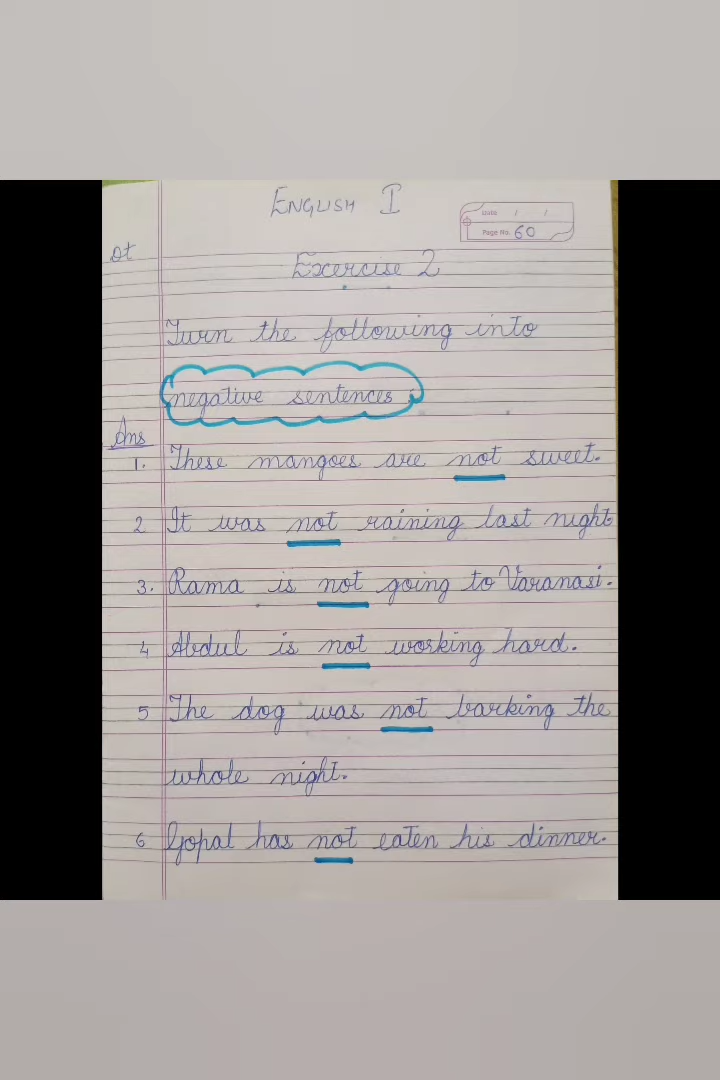 ENGLISH I
Date / /
Page No. 60
Dt
Exercise 2
Turn the following into
negative sentences :
Ans
1. These mangoes are not sweet.
2 It was not raining last night
3. Rama is not going to Varanasi.
4 Abdul is not working hard.
5 The dog was not barking the
whole night.
6 Gopal has not eaten his dinner.